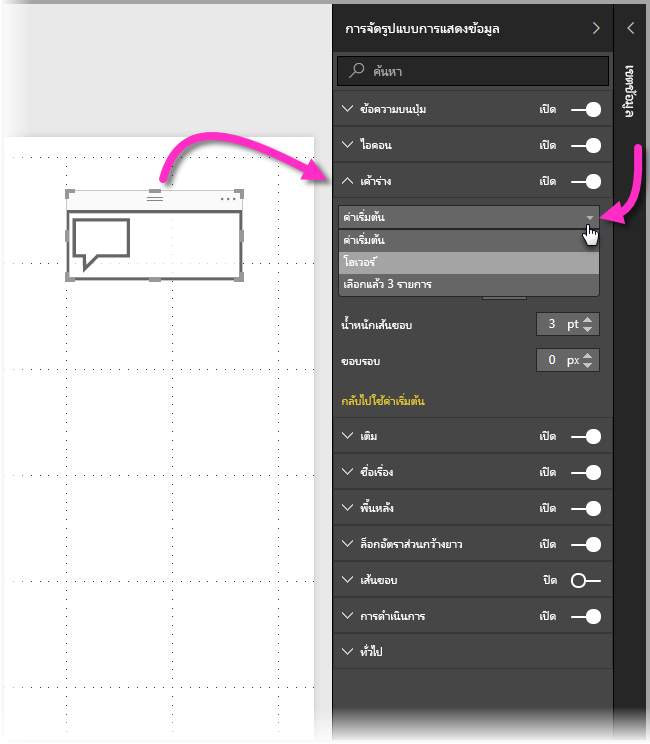 การจัดรูปแบบการแสดงข้อมูล
เขตข้อมูล
ค้นหา
ข้อความบนปุ่ม เปิด
ไอคอน เปิด
เค้าร่าง เปิด
ค่าเริ่มต้น
ค่าเริ่มต้น
โฮเวอร์
เลือกแล้ว 3 รายการ
น้ำหนักเส้นขอบ 3 pt
ขอบรอบ 0 px
กลับไปใช้ค่าเริ่มต้น
เติม เปิด
ชื่อเรื่อง เปิด
พื้นหลัง เปิด
ล็อกอัตราส่วนกว้างยาว เปิด
เส้นขอบ ปิด
การดำเนินการ เปิด
ทั่วไป